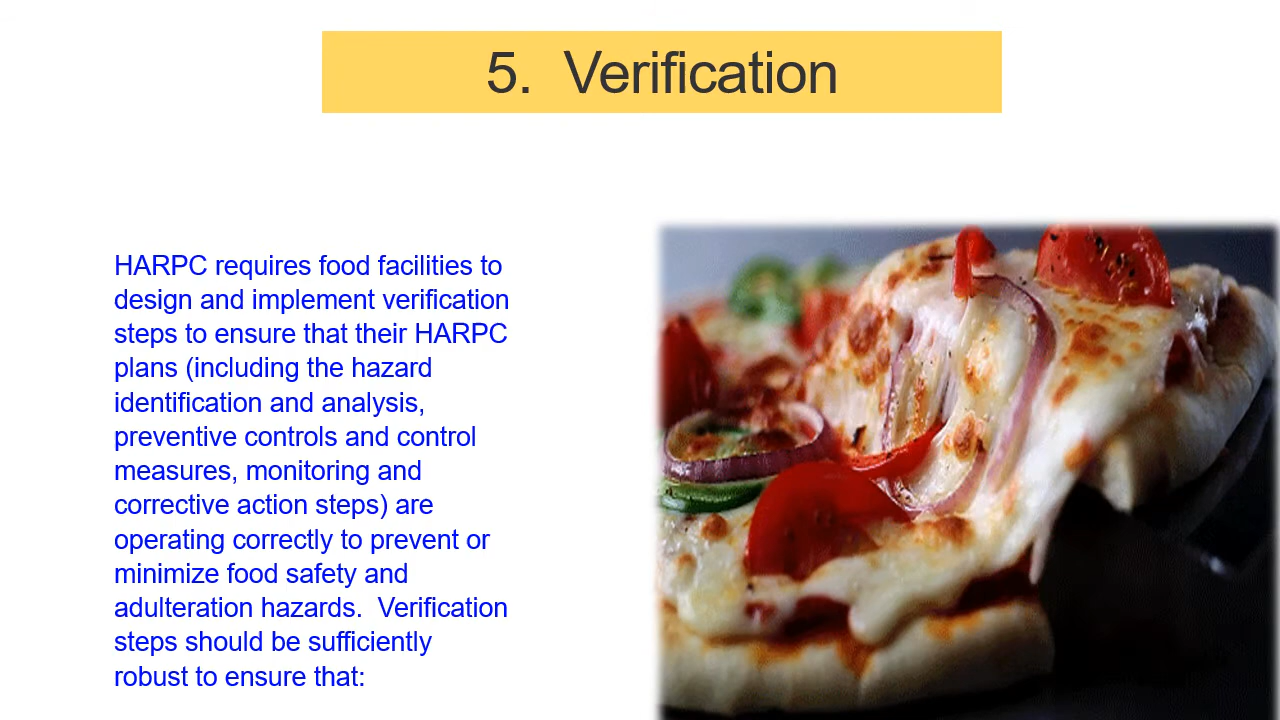 5.  Verification
HARPC requires food facilities to
design and implement verification
steps to ensure that their HARPC
plans (including the hazard
identification and analysis,
preventive controls and control
measures, monitoring and
corrective action steps) are
operating correctly to prevent or
minimize food safety and
adulteration hazards.  Verification
steps should be sufficiently
robust to ensure that: